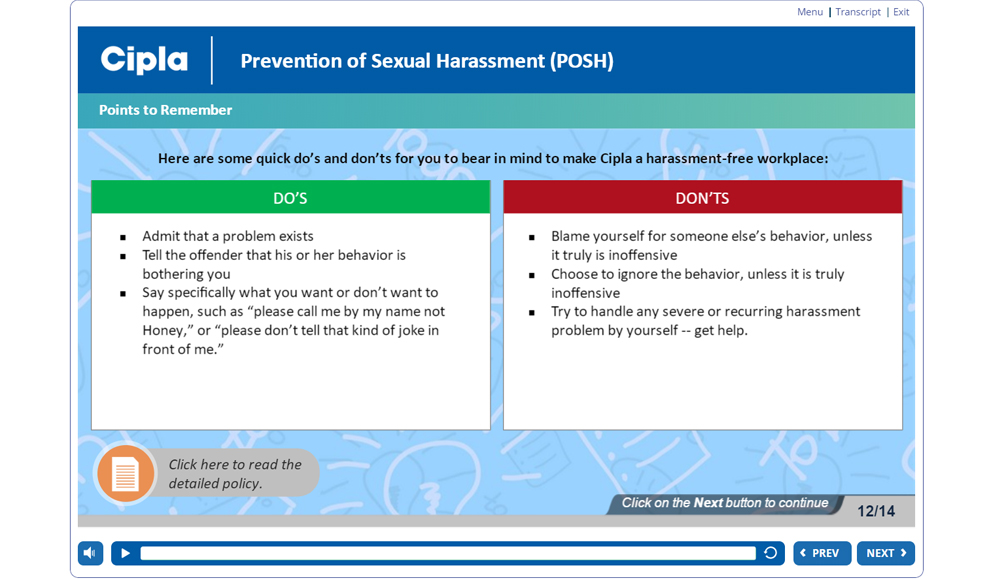 Menu | Transcript | Exit
Cipla
Prevention of Sexual Harassment (POSH)
Points to Remember
Here are some quick do's and don'ts for you to bear in mind to make Cipla a harassment-free workplace:
DO'S
▪ Admit that a problem exists
▪ Tell the offender that his or her behavior is
bothering you
▪ Say specifically what you want or don't want to
happen, such as “please call me by my name not
Honey,” or “please don't tell that kind of joke in
front of me.”
DON'TS
▪ Blame yourself for someone else's behavior, unless
it truly is inoffensive
▪ Choose to ignore the behavior, unless it is truly
inoffensive
▪ Try to handle any severe or recurring harassment
problem by yourself -- get help.
Click here to read the
detailed policy.
Click on the Next button to continue
12/14
PREV
NEXT